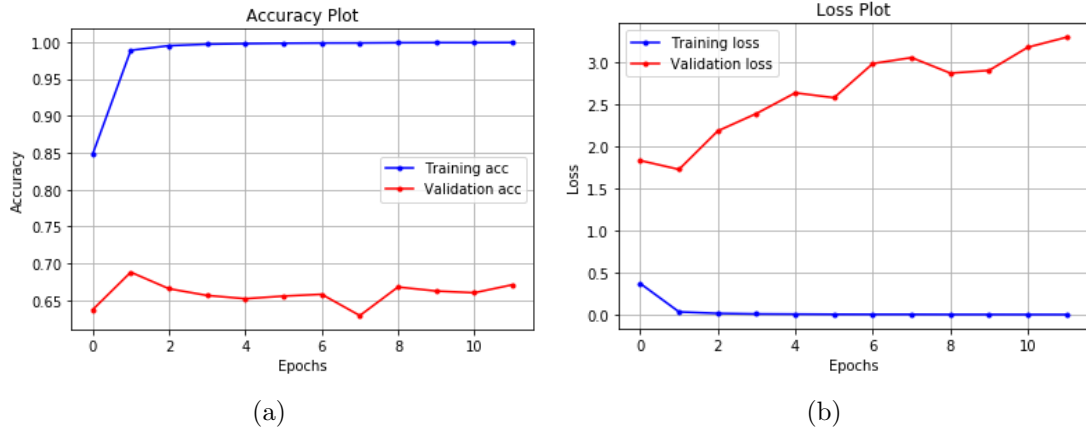 Accuracy Plot
1.00
0.95
0.90
0.85
0.80
0.75
0.70
0.65
Accuracy
Training acc
Validation acc
0 2 4 6 8 10
Epochs
(a)
Loss Plot
3.0
2.5
2.0
1.5
1.0
0.5
0.0
Loss
Training loss
Validation loss
0 2 4 6 8 10
Epochs
(b)